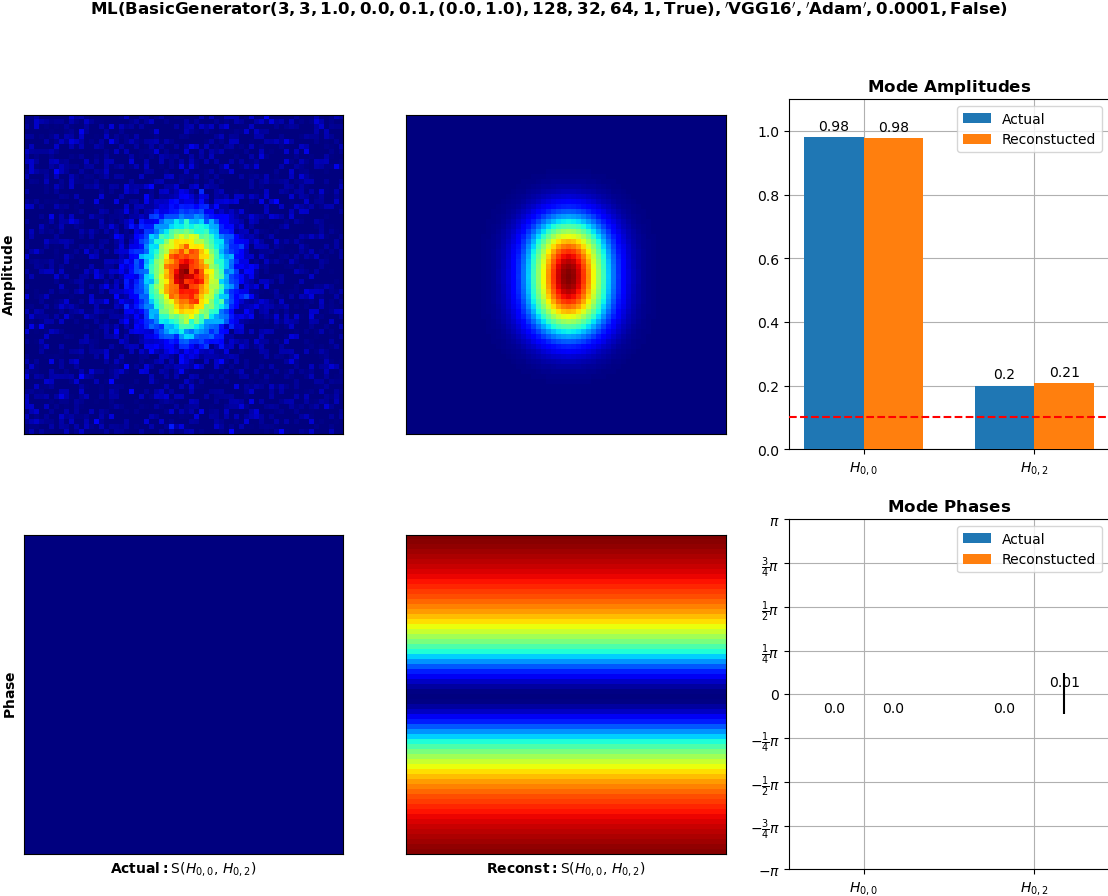 ML(BasicGenerator(3, 3, 1.0, 0.0, 0.1, (0.0, 1.0), 128, 32, 64, 1, True), ′VGG16′, ′Adam′, 0.0001, False)
Amplitude
Mode Amplitudes
Actual
Reconstucted
0.98 0.98
0.2 0.21
1.0
0.8
0.6
0.4
0.2
0.0
H0,0 H0,2
Phase
Actual: S(H0,0, H0,2)
Reconst: S(H0,0, H0,2)
Mode Phases
Actual
Reconstucted
π
3/4π
1/2π
1/4π
0
−1/4π
−1/2π
−3/4π
−π
0.0 0.0 0.0 0.01
H0,0 H0,2